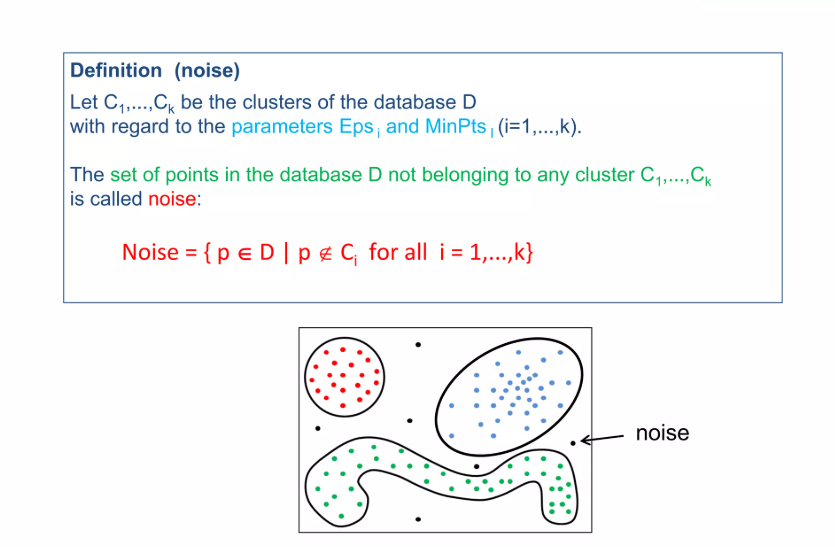 Definition (noise)
Let C1,...,Ck be the clusters of the database D
with regard to the parameters Eps i and MinPts I (i=1,...,k).
The set of points in the database D not belonging to any cluster C1,...,Ck
is called noise:
Noise = { p ∈ D | p ∉ Ci for all i = 1,...,k}
noise